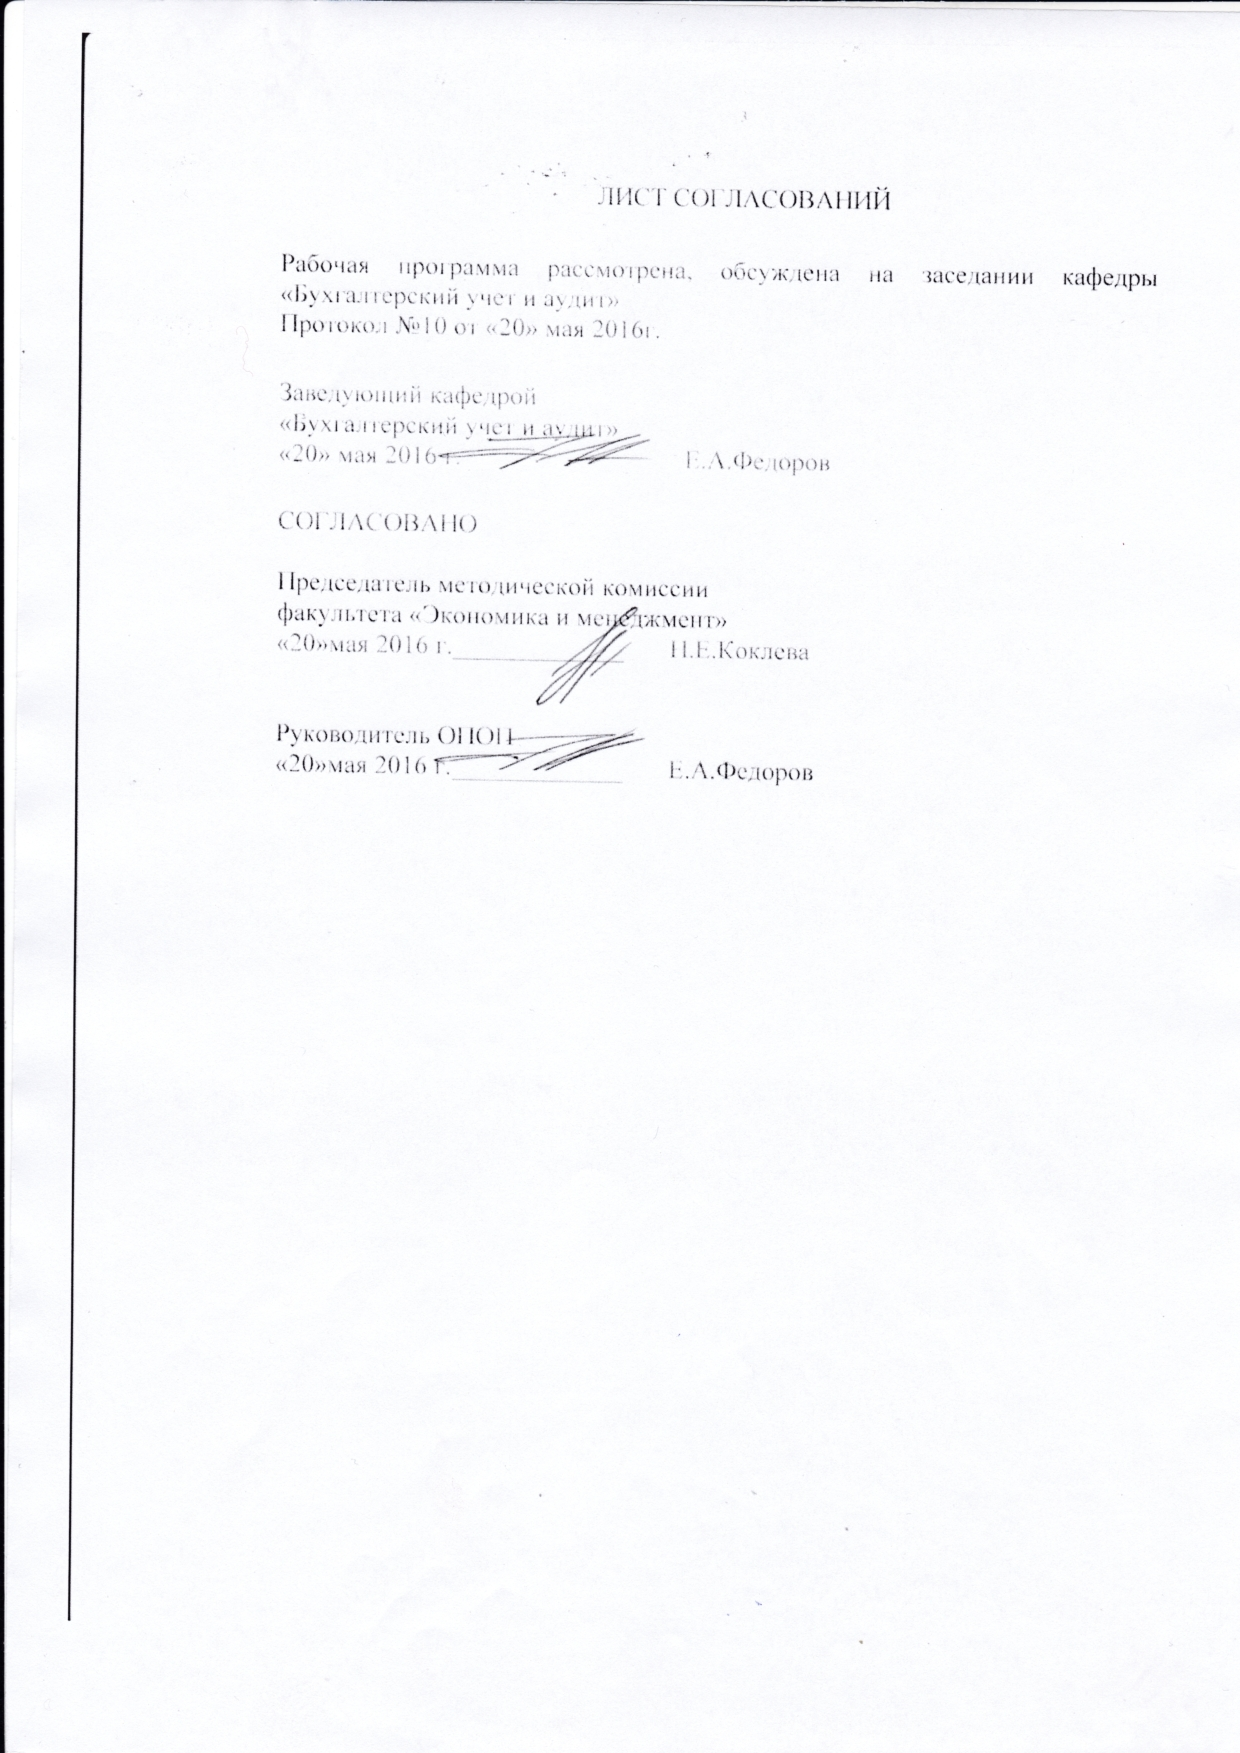 ЛИСТ СОГЛАСОВАНИЙ
Рабочая программа рассмотрена, обсуждена на заседании кафедры
«Бухгалтерский учет и аудит»
Протокол №10 от «20» мая 2016г.
Заведующий кафедрой
«Бухгалтерский учет и аудит»
«20» мая 2016 г. Е.А.Федоров
СОГЛАСОВАНО
Председатель методической комиссии
факультета «Экономика и менеджмент»
«20»мая 2016 г.______________ Н.Е.Коклева
Руководитель ОПОП
«20»мая 2016 г.______________ Е.А.Федоров